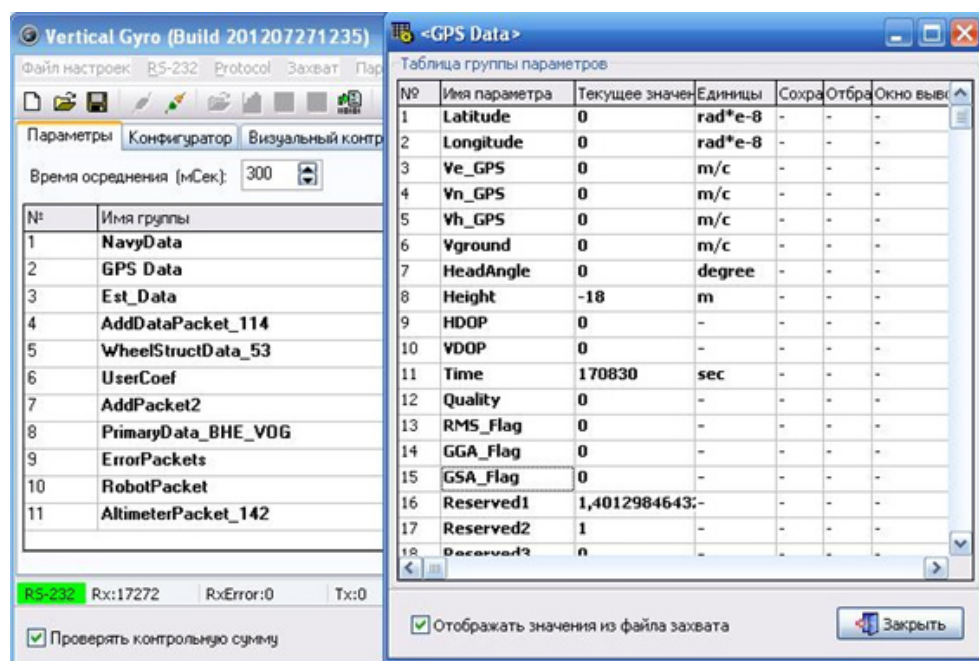 Vertical Gyro (Build 201207271235)
Файл настроек RS-232 Protocol Захват Пар
Параметры Конфигуратор Визуальный контр
Время осреднения (мСек): 300
№ Имя группы
1 NavyData
2 GPS Data
3 Est_Data
4 AddDataPacket_114
5 WheelStructData_53
6 UserCoef
7 AddPacket2
8 PrimaryData_BHE_VOG
9 ErrorPackets
10 RobotPacket
11 AltimeterPacket_142
RS-232 Rx:17272 RxError:0 Tx:0
Проверять контрольную сумму
<GPS Data>
Таблица группы параметров
№ Имя параметра Текущее значен Единицы Сохра Отбра Окно выво
1 Latitude 0 rad*e-8 - - -
2 Longitude 0 rad*e-8 - - -
3 Ve_GPS 0 m/c - - -
4 Vn_GPS 0 m/c - - -
5 Vh_GPS 0 m/c - - -
6 Vground 0 m/c - - -
7 HeadAngle 0 degree - - -
8 Height -18 m - - -
9 HDOP 0 - - - -
10 VDOP 0 - - - -
11 Time 170830 sec - - -
12 Quality 0 - - - -
13 RMS_Flag 0 - - - -
14 GGA_Flag 0 - - - -
15 GSA_Flag 0 - - - -
16 Reserved1 1,4012984643 - - - -
17 Reserved2 1 - - - -
18 Reserved3 0 - - - -
Отображать значения из файла захвата
Закрыть